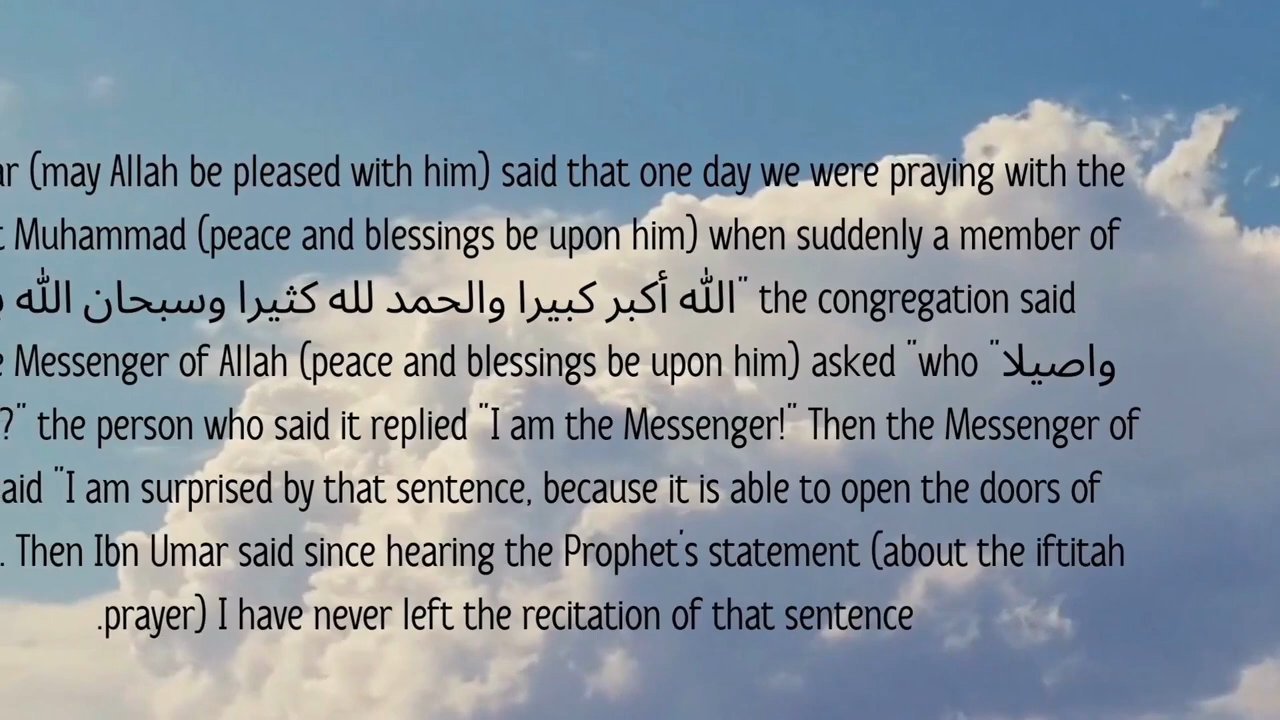 (may Allah be pleased with him) said that one day we were praying with the
Muhammad (peace and blessings be upon him) when suddenly a member of
the congregation said "الله أكبر كبيرا والحمد لله كثيرا وسبحان الله
واصيلا" Messenger of Allah (peace and blessings be upon him) asked "who
?" the person who said it replied "I am the Messenger!" Then the Messenger of
"I am surprised by that sentence, because it is able to open the doors of
. Then Ibn Umar said since hearing the Prophet's statement (about the iftitah
prayer) I have never left the recitation of that sentence.